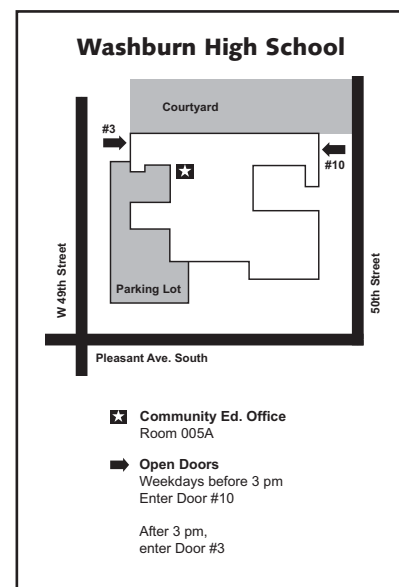 Washburn High School
Courtyard
#3
#10
W 49th Street
50th Street
Parking Lot
Pleasant Ave. South
Community Ed. Office
Room 005A
Open Doors
Weekdays before 3 pm
Enter Door #10
After 3 pm,
enter Door #3